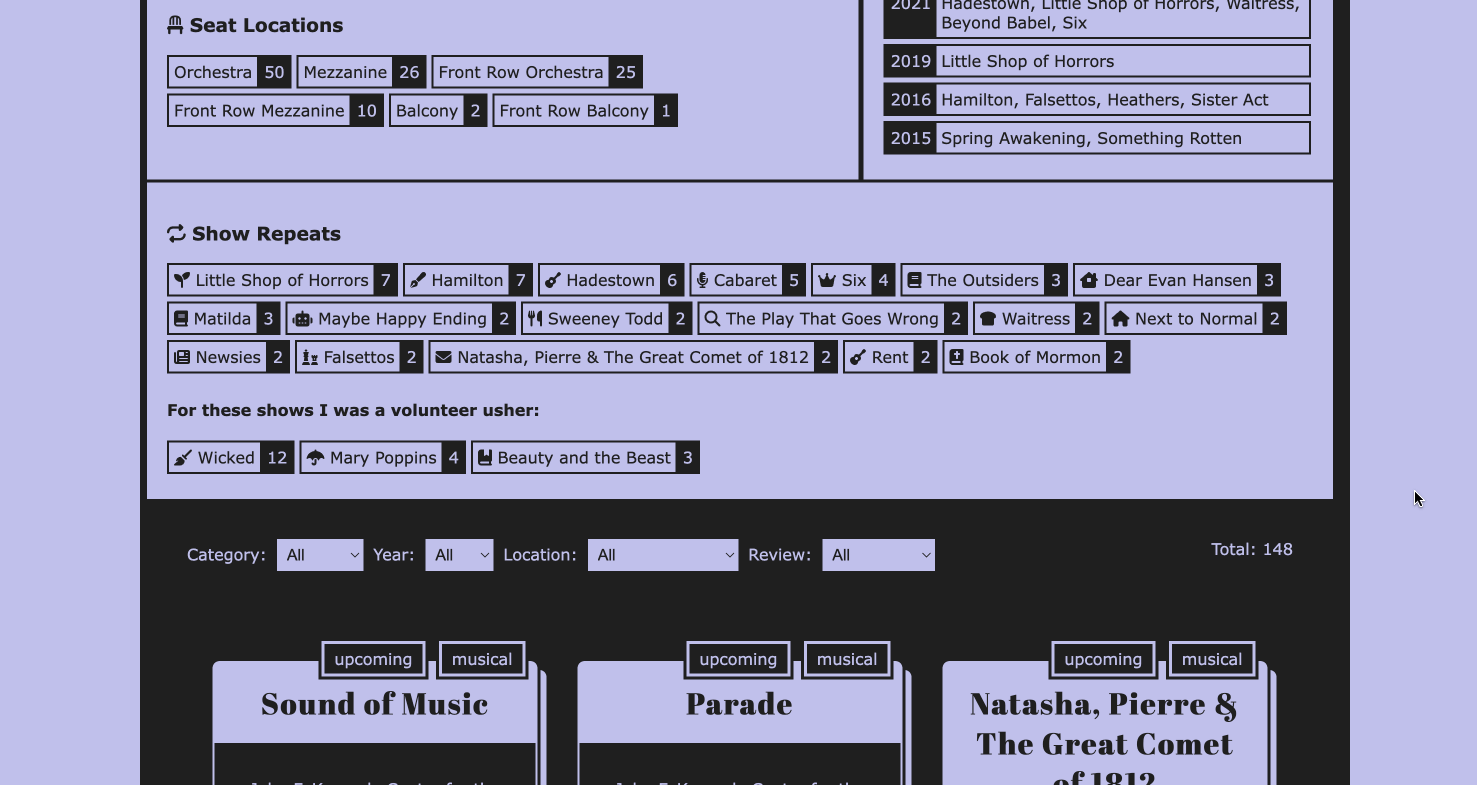 Seat Locations
Orchestra 50 Mezzanine 26 Front Row Orchestra 25
Front Row Mezzanine 10 Balcony 2 Front Row Balcony 1
2021 Hadestown, Little Shop of Horrors, Waitress,
Beyond Babel, Six
2019 Little Shop of Horrors
2016 Hamilton, Falsettos, Heathers, Sister Act
2015 Spring Awakening, Something Rotten
Show Repeats
Little Shop of Horrors 7 Hamilton 7 Hadestown 6 Cabaret 5 Six 4 The Outsiders 3 Dear Evan Hansen 3
Matilda 3 Maybe Happy Ending 2 Sweeney Todd 2 The Play That Goes Wrong 2 Waitress 2 Next to Normal 2
Newsies 2 Falsettos 2 Natasha, Pierre & The Great Comet of 1812 2 Rent 2 Book of Mormon 2
For these shows I was a volunteer usher:
Wicked 12 Mary Poppins 4 Beauty and the Beast 3
Category: All Year: All Location: All Review: All Total: 148
upcoming musical
Sound of Music
upcoming musical
Parade
upcoming musical
Natasha, Pierre &
The Great Comet
of 1812